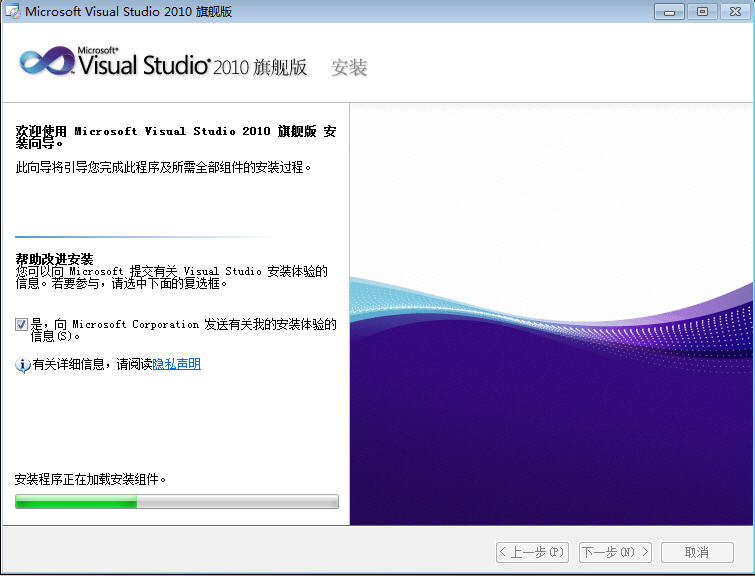 Microsoft Visual Studio 2010 旗舰版
Microsoft®
Visual Studio® 2010 旗舰版 安装
欢迎使用 Microsoft Visual Studio 2010 旗舰版 安
装向导。
此向导将引导您完成此程序及所需全部组件的安装过程。
帮助改进安装
您可以向 Microsoft 提交有关 Visual Studio 安装体验的
信息。若要参与，请选中下面的复选框。
是，向 Microsoft Corporation 发送有关我的安装体验的
信息(S)。
有关详细信息，请阅读隐私声明
安装程序正在加载安装组件。
< 上一步(P) 下一步(N) > 取消